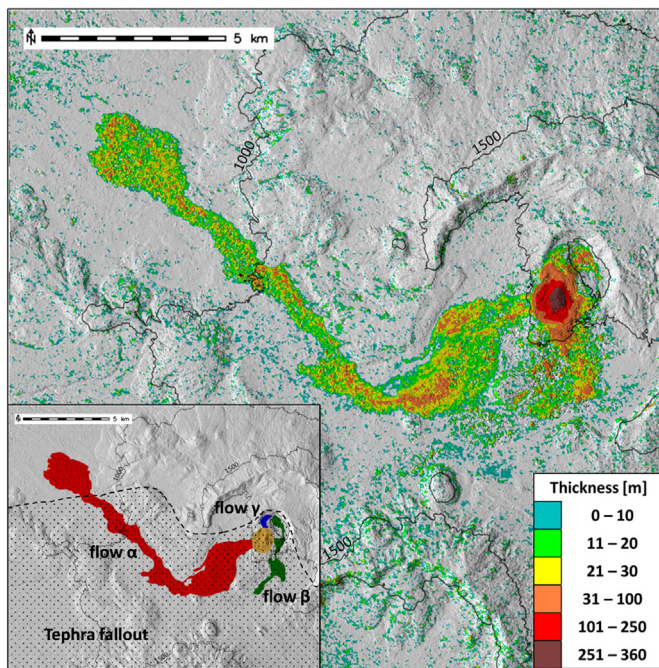 N
5 km
1000
1500
1500
N
5 km
1000
1500
flow γ
flow α
flow β
Tephra fallout
1500
Thickness [m]
0 – 10
11 – 20
21 – 30
31 – 100
101 – 250
251 – 360